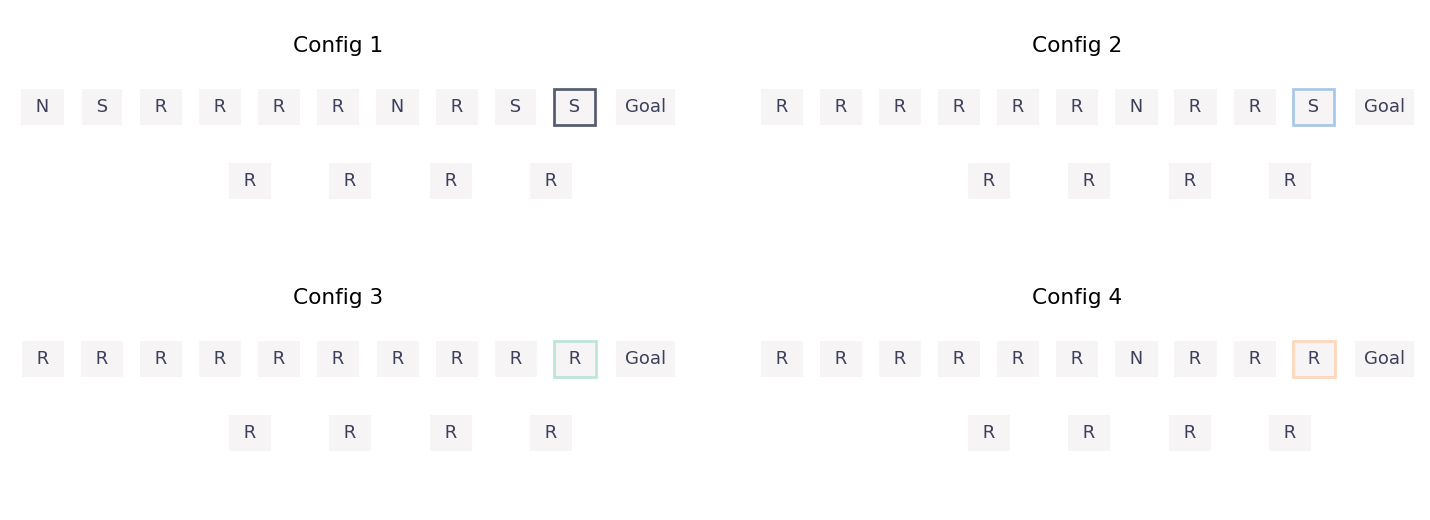 Config 1
N S R R R R N R S S Goal
R R R R
Config 2
R R R R R R N R R S Goal
R R R R
Config 3
R R R R R R R R R R Goal
R R R R
Config 4
R R R R R R N R R R Goal
R R R R